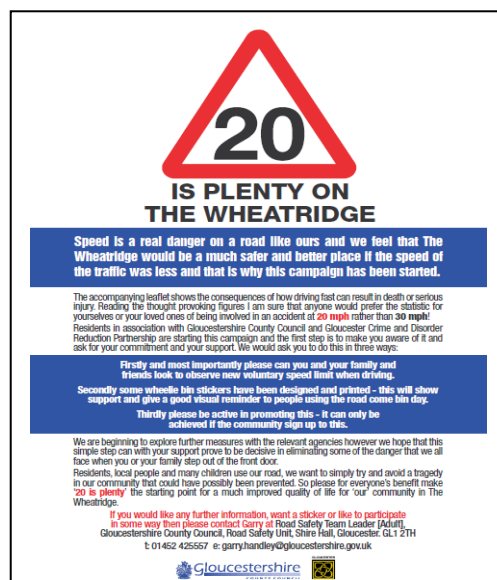 20
IS PLENTY ON
THE WHEATRIDGE
Speed is a real danger on a road like ours and we feel that The
Wheatridge would be a much safer and better place if the speed of
the traffic was less and that is why this campaign has been started.
The accompanying leaflet shows the consequences of how driving fast can result in death or serious
injury. Reading the thought provoking figures I am sure that anyone would prefer the statistic for
yourselves or your loved ones of being involved in an accident at 20 mph rather than 30 mph!
Residents in association with Gloucestershire County Council and Gloucester Crime and Disorder
Reduction Partnership are starting this campaign and the first step is to make you aware of it and
ask for your commitment and your support. We would ask you to do this in three ways:
Firstly and most importantly please can you and your family and
friends look to observe new voluntary speed limit when driving.
Secondly some wheelie bin stickers have been designed and printed - this will show
support and give a good visual reminder to people using the road come bin day.
Thirdly please be active in promoting this - it can only be
achieved if the community sign up to this.
We are beginning to explore further measures with the relevant agencies however we hope that this
simple step can with your support prove to be decisive in eliminating some of the danger that we all
face when you or your family step out of the front door.
Residents, local people and many children use our road, we want to simply try and avoid a tragedy
in our community that could have possibly been prevented. So please for everyone's benefit make
'20 is plenty' the starting point for a much improved quality of life for 'our' community in The
Wheatridge.
If you would like any further information, want a sticker or like to participate
in some way then please contact Garry at Road Safety Team Leader [Adult],
Gloucestershire County Council, Road Safety Unit, Shire Hall, Gloucester. GL1 2TH
t: 01452 425557 e: garry.handley@gloucestershire.gov.uk
Gloucestershire
COUNTY COUNCIL